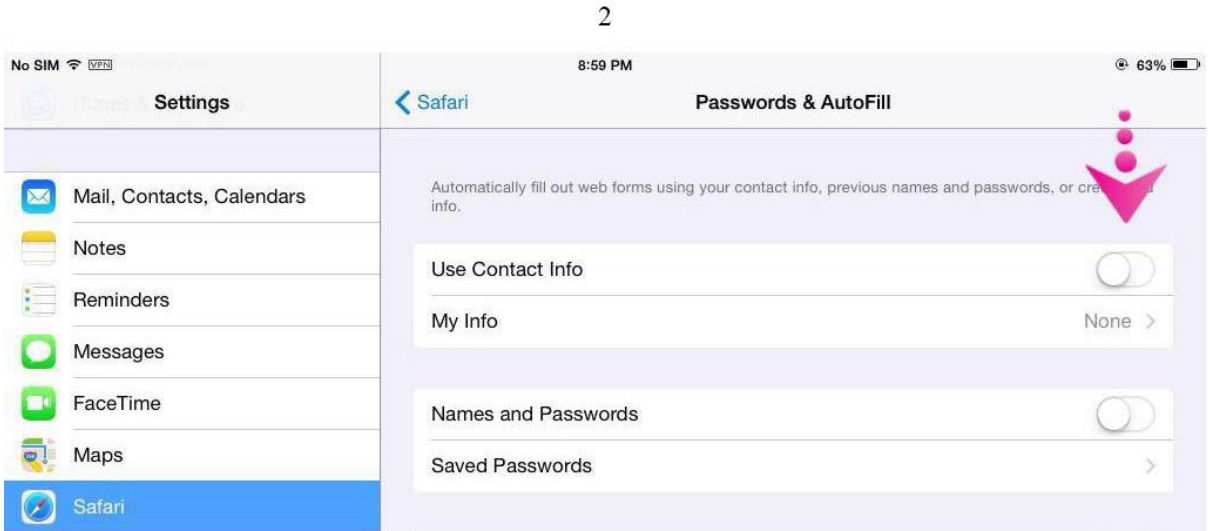 2
No SIM VPN
8:59 PM
63%
Settings
Safari
Passwords & AutoFill
Mail, Contacts, Calendars
Notes
Reminders
Messages
FaceTime
Maps
Safari
Automatically fill out web forms using your contact info, previous names and passwords, or
info.
Use Contact Info
My Info
None
Names and Passwords
Saved Passwords